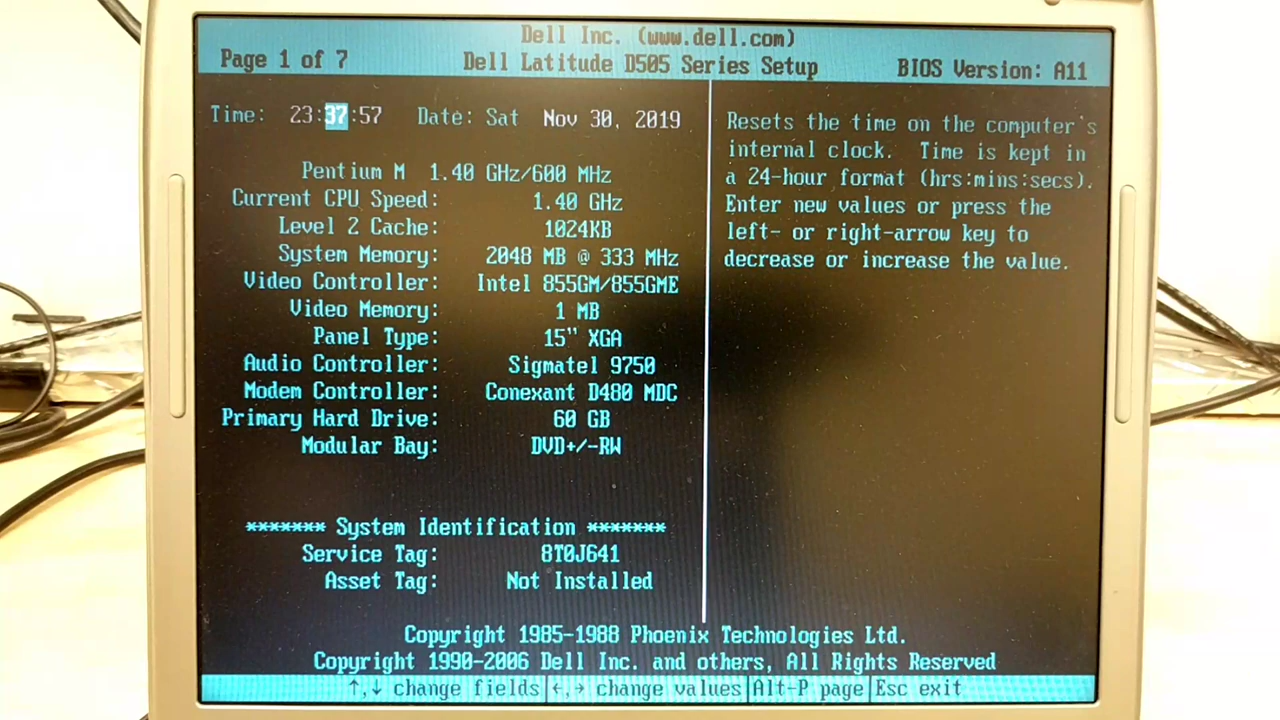 Dell Inc. (www.dell.com)
Page 1 of 7 Dell Latitude D505 Series Setup BIOS Version: A11
Time: 23:37:57 Date: Sat Nov 30, 2019
Pentium M 1.40 GHz/600 MHz
Current CPU Speed: 1.40 GHz
Level 2 Cache: 1024KB
System Memory: 2048 MB @ 333 MHz
Video Controller: Intel 855GM/855GME
Video Memory: 1 MB
Panel Type: 15" XGA
Audio Controller: Sigmatel 9750
Modem Controller: Conexant D480 MDC
Primary Hard Drive: 60 GB
Modular Bay: DVD+/-RW
******* System Identification *******
Service Tag: 8T0J641
Asset Tag: Not Installed
Resets the time on the computer's
internal clock. Time is kept in
a 24-hour format (hrs:mins:secs).
Enter new values or press the
left- or right-arrow key to
decrease or increase the value.
Copyright 1985-1988 Phoenix Technologies Ltd.
Copyright 1990-2006 Dell Inc. and others, All Rights Reserved
↑,↓ change fields|←,→ change values|Alt-P page|Esc exit